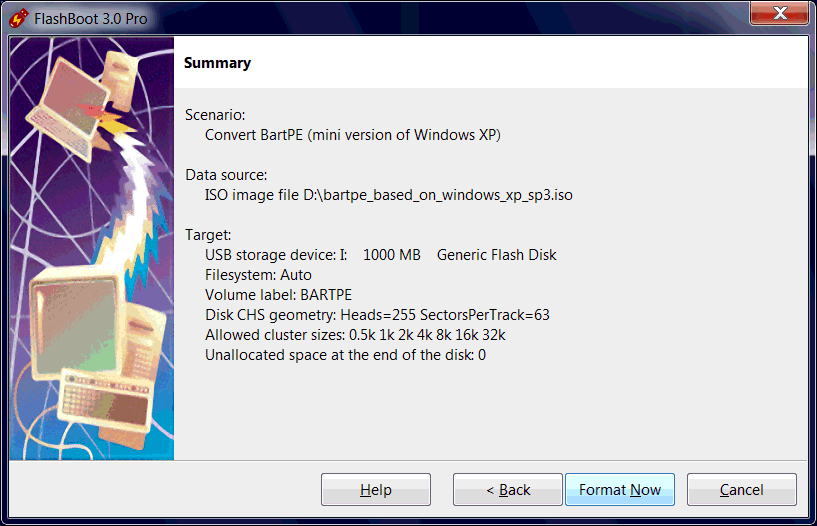 FlashBoot 3.0 Pro
Summary
Scenario:
Convert BartPE (mini version of Windows XP)
Data source:
ISO image file D:\bartpe_based_on_windows_xp_sp3.iso
Target:
USB storage device: I: 1000 MB Generic Flash Disk
Filesystem: Auto
Volume label: BARTPE
Disk CHS geometry: Heads=255 SectorsPerTrack=63
Allowed cluster sizes: 0.5k 1k 2k 4k 8k 16k 32k
Unallocated space at the end of the disk: 0
Help < Back Format Now Cancel